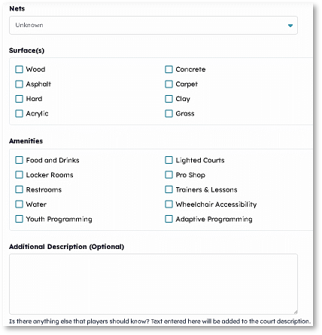 Nets
Unknown
Surface(s)
Wood
Concrete
Asphalt
Carpet
Hard
Clay
Acrylic
Grass
Amenities
Food and Drinks
Lighted Courts
Locker Rooms
Pro Shop
Restrooms
Trainers & Lessons
Water
Wheelchair Accessibility
Youth Programming
Adaptive Programming
Additional Description (Optional)
Is there anything else that players should know? Text entered here will be added to the court description.